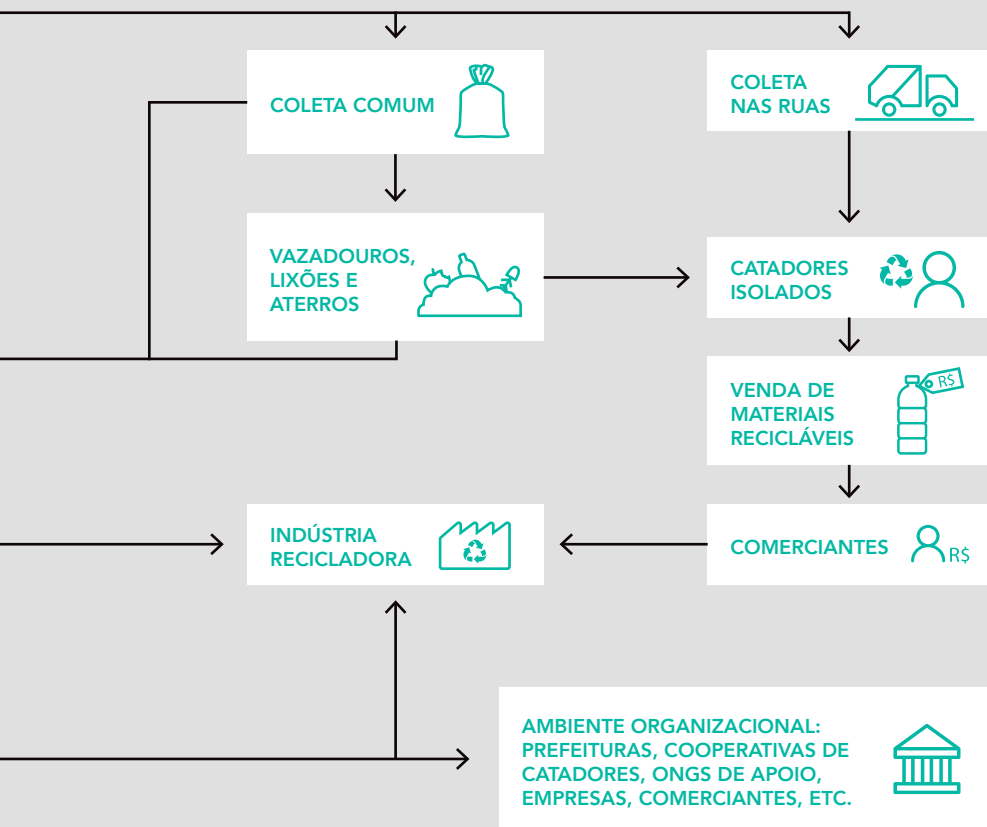 COLETA COMUM
COLETA
NAS RUAS
VAZADOUROS,
LIXÕES E
ATERROS
CATADORES
ISOLADOS
VENDA DE
MATERIAIS
RECICLÁVEIS
R$
INDÚSTRIA
RECICLADORA
COMERCIANTES
R$
AMBIENTE ORGANIZACIONAL:
PREFEITURAS, COOPERATIVAS DE
CATADORES, ONGS DE APOIO,
EMPRESAS, COMERCIANTES, ETC.